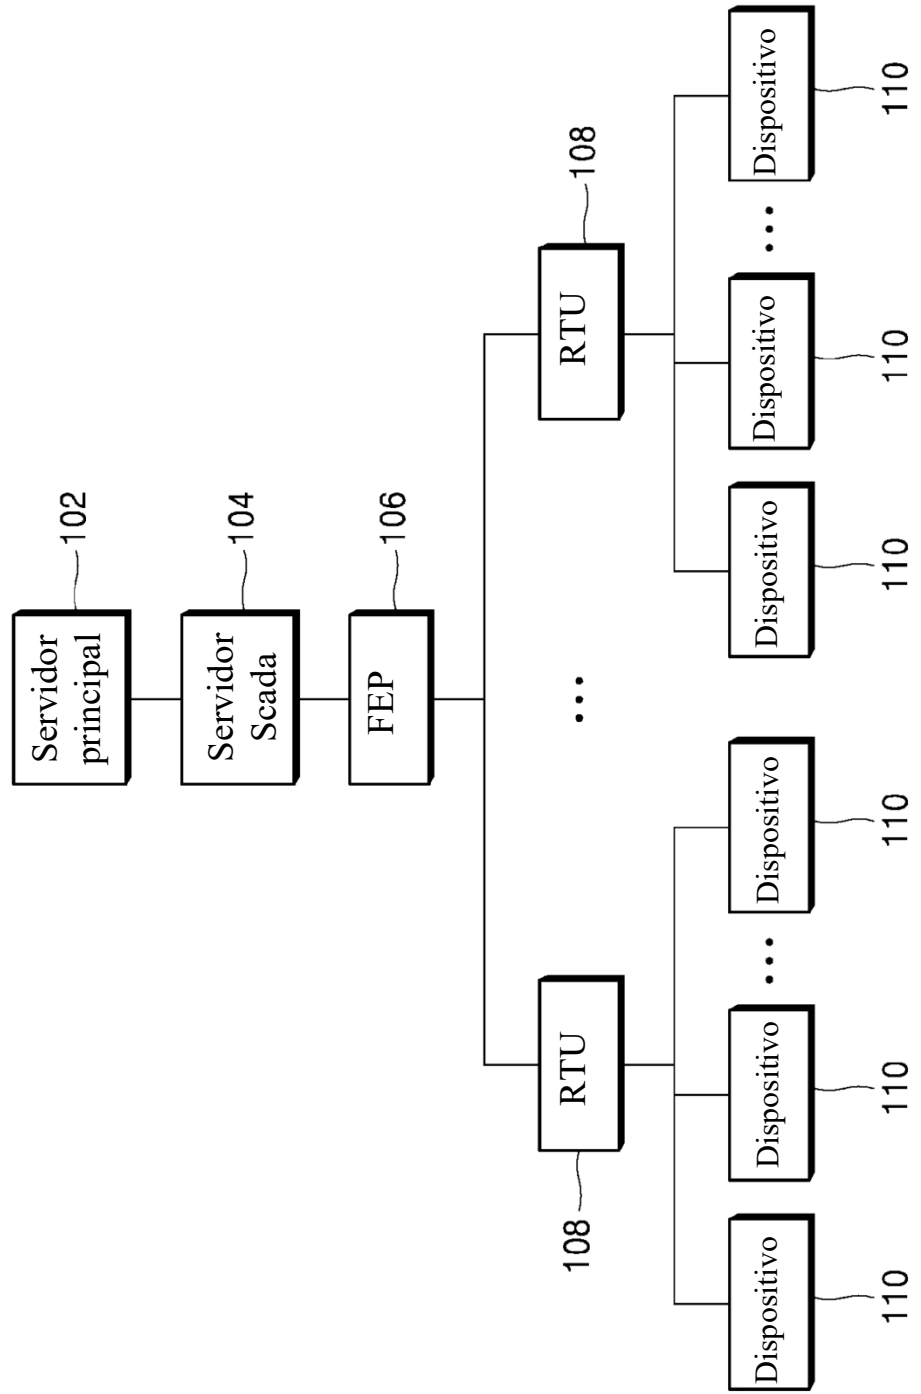 Servidor
principal
102
Servidor
Scada
104
FEP
106
RTU
108
RTU
108
...
Dispositivo
Dispositivo
...
Dispositivo
Dispositivo
Dispositivo
...
Dispositivo
110
110
110
110
110
110